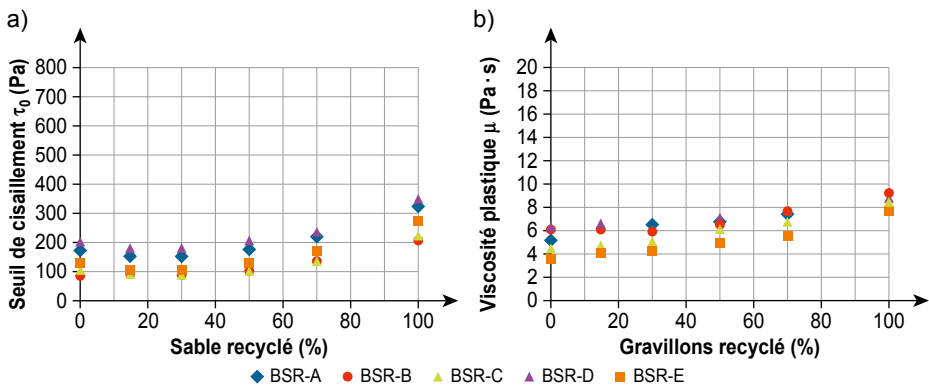 a)
Seuil de cisaillement τ0 (Pa)
800
700
600
500
400
300
200
100
0
0 20 40 60 80 100
Sable recyclé (%)
b)
Viscosité plastique μ (Pa · s)
20
18
16
14
12
10
8
6
4
2
0
0 20 40 60 80 100
Gravillons recyclé (%)
BSR-A BSR-B BSR-C BSR-D BSR-E